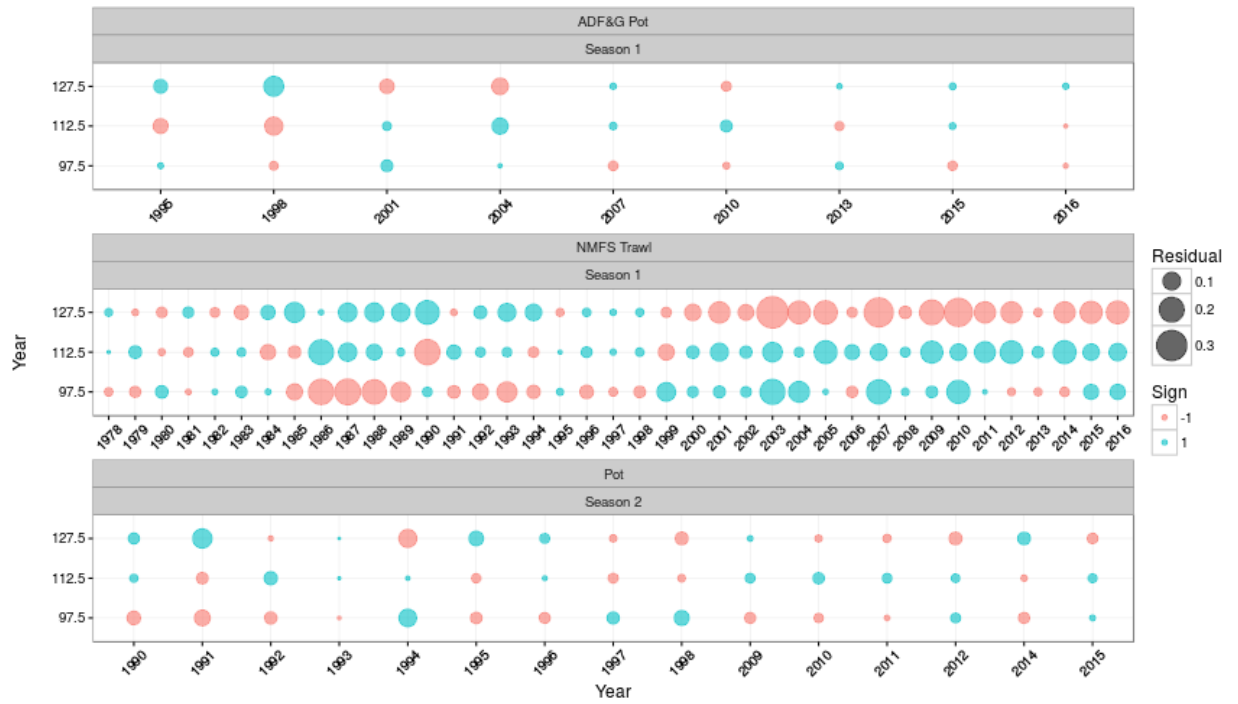 ADF&G Pot
Season 1
127.5
112.5
97.5
1995 1998 2001 2004 2007 2010 2013 2015 2016
NMFS Trawl
Season 1
127.5
112.5
97.5
1978 1979 1980 1981 1982 1983 1984 1985 1986 1987 1988 1989 1990 1991 1992 1993 1994 1995 1996 1997 1998 1999 2000 2001 2002 2003 2004 2005 2006 2007 2008 2009 2010 2011 2012 2013 2014 2015 2016
Pot
Season 2
127.5
112.5
97.5
1990 1991 1992 1993 1994 1995 1996 1997 1998 2009 2010 2011 2012 2014 2015
Year
Year
Residual
0.1
0.2
0.3
Sign
-1
1